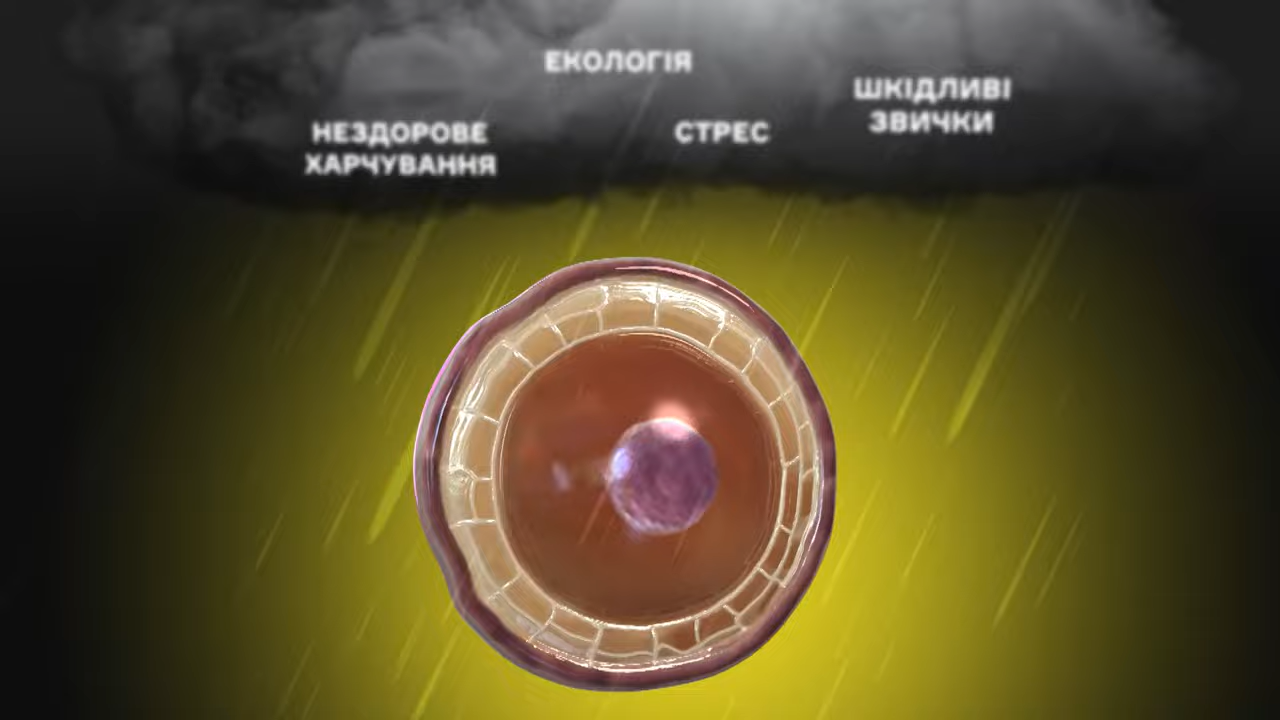 ЕКОЛОГІЯ
ШКІДЛИВІ
ЗВИЧКИ
НЕЗДОРОВЕ
ХАРЧУВАННЯ
СТРЕС